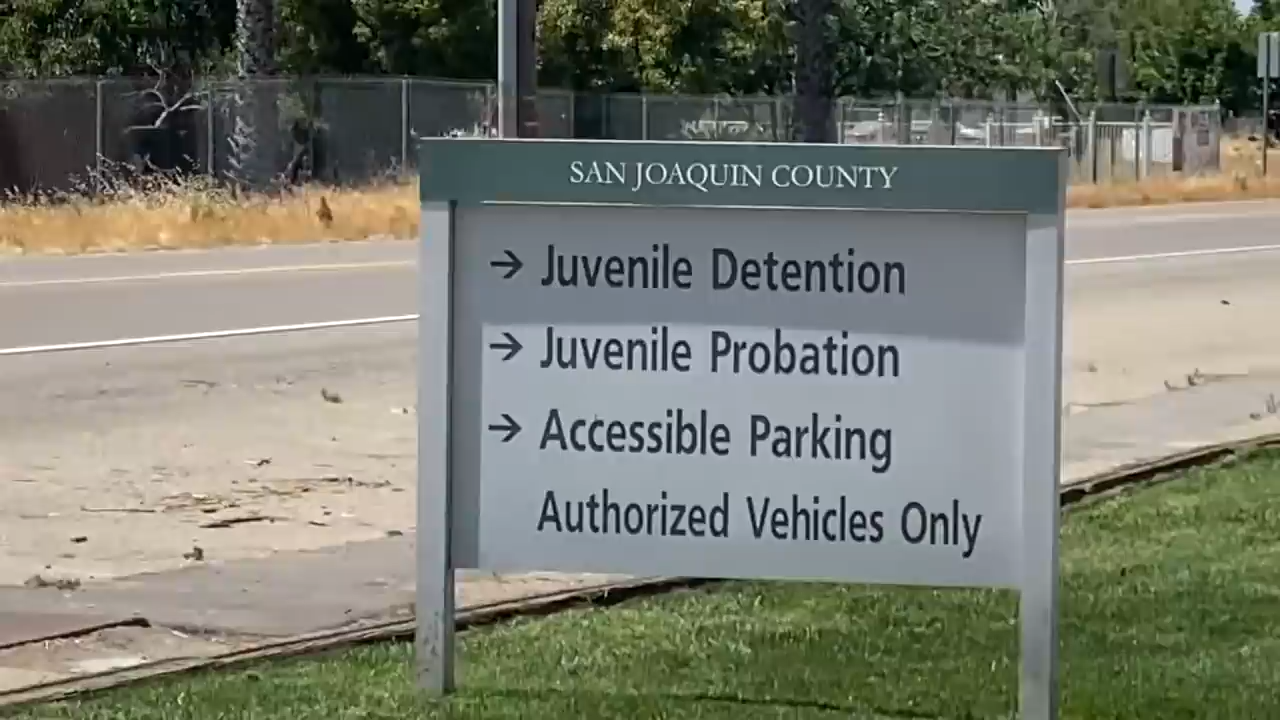 SAN JOAQUIN COUNTY
→ Juvenile Detention
→ Juvenile Probation
→ Accessible Parking
Authorized Vehicles Only